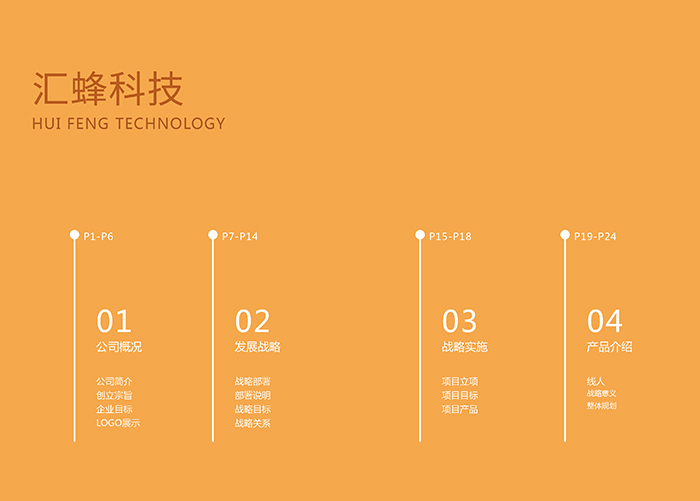 汇蜂科技
HUI FENG TECHNOLOGY
P1-P6
01
公司概况
公司简介
创立宗旨
企业目标
LOGO展示
P7-P14
02
发展战略
战略部署
部署说明
战略目标
战略关系
P15-P18
03
战略实施
项目立项
项目目标
项目产品
P19-P24
04
产品介绍
线人
战略意义
整体规划